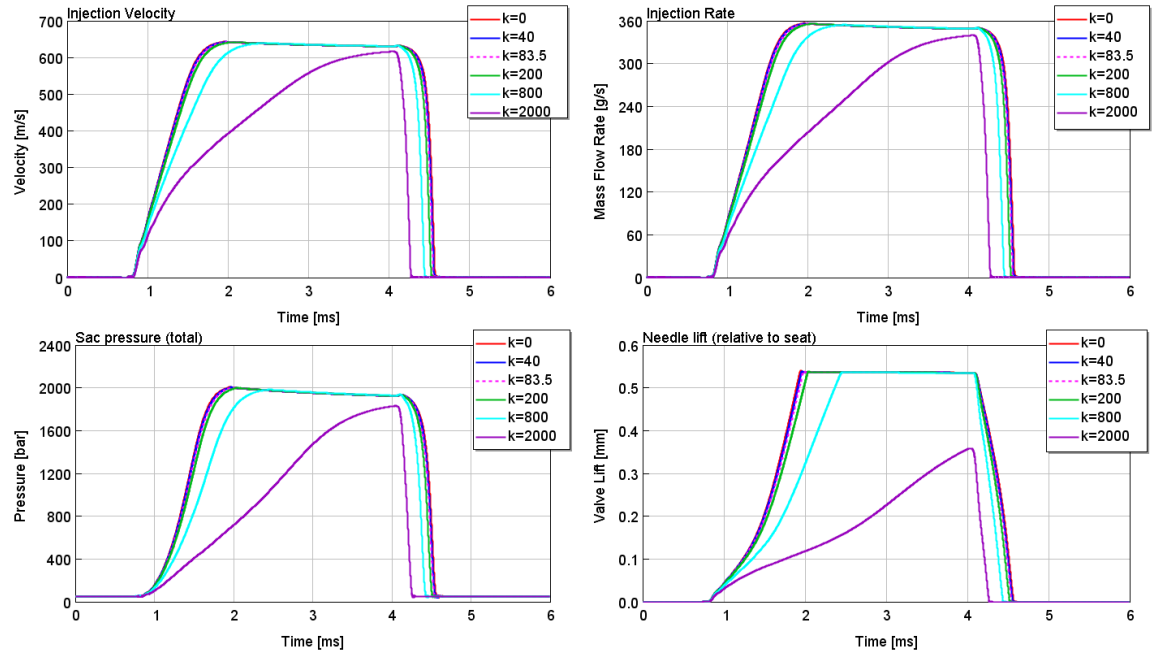 Injection Velocity
700
600
500
400
300
200
100
0
Velocity [m/s]
0 1 2 3 4 5 6
Time [ms]
k=0
k=40
k=83.5
k=200
k=800
k=2000
Injection Rate
360
300
240
180
120
60
0
Mass Flow Rate [g/s]
0 1 2 3 4 5 6
Time [ms]
k=0
k=40
k=83.5
k=200
k=800
k=2000
Sac pressure (total)
2400
2000
1600
1200
800
400
0
Pressure [bar]
0 1 2 3 4 5 6
Time [ms]
k=0
k=40
k=83.5
k=200
k=800
k=2000
Needle lift (relative to seat)
0.6
0.5
0.4
0.3
0.2
0.1
0.0
Valve Lift [mm]
0 1 2 3 4 5 6
Time [ms]
k=0
k=40
k=83.5
k=200
k=800
k=2000